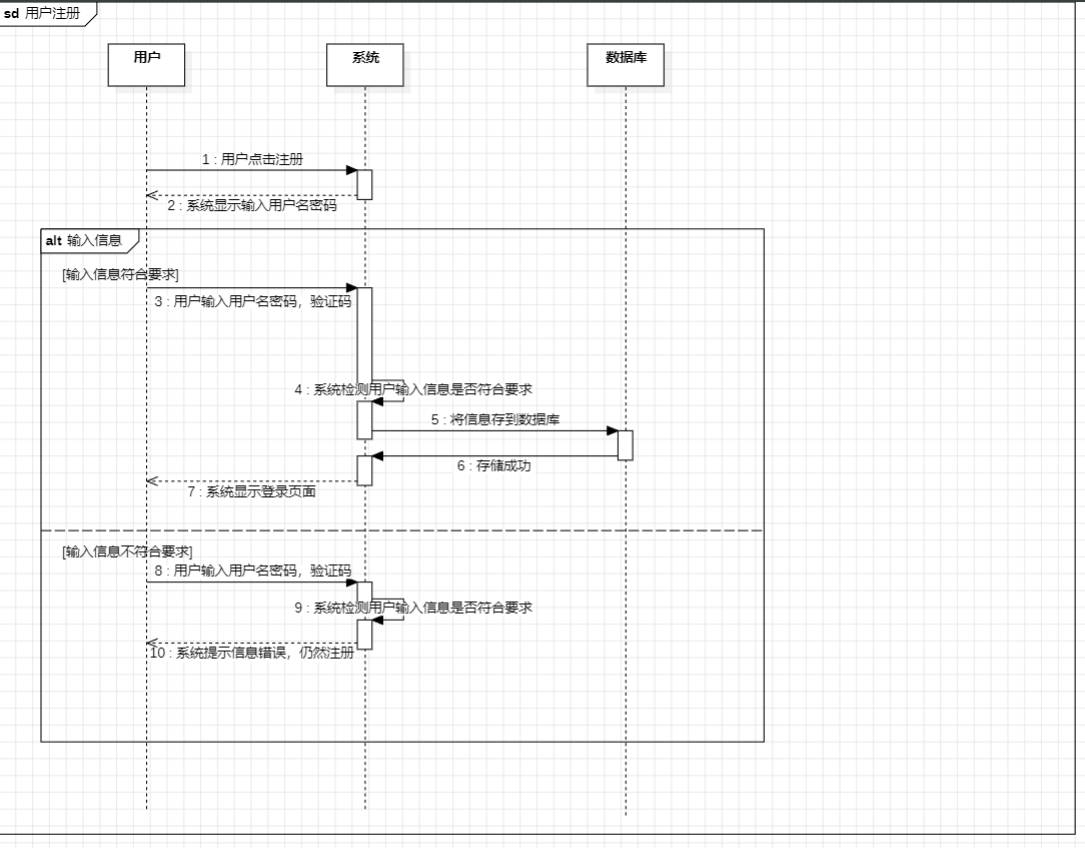 sd 用户注册
用户
系统
数据库
1 : 用户点击注册
2 : 系统显示输入用户名密码
alt 输入信息
[输入信息符合要求]
3 : 用户输入用户名密码，验证码
4 : 系统检测用户输入信息是否符合要求
5 : 将信息存到数据库
6 : 存储成功
7 : 系统显示登录页面
[输入信息不符合要求]
8 : 用户输入用户名密码，验证码
9 : 系统检测用户输入信息是否符合要求
10 : 系统提示信息错误，仍然注册